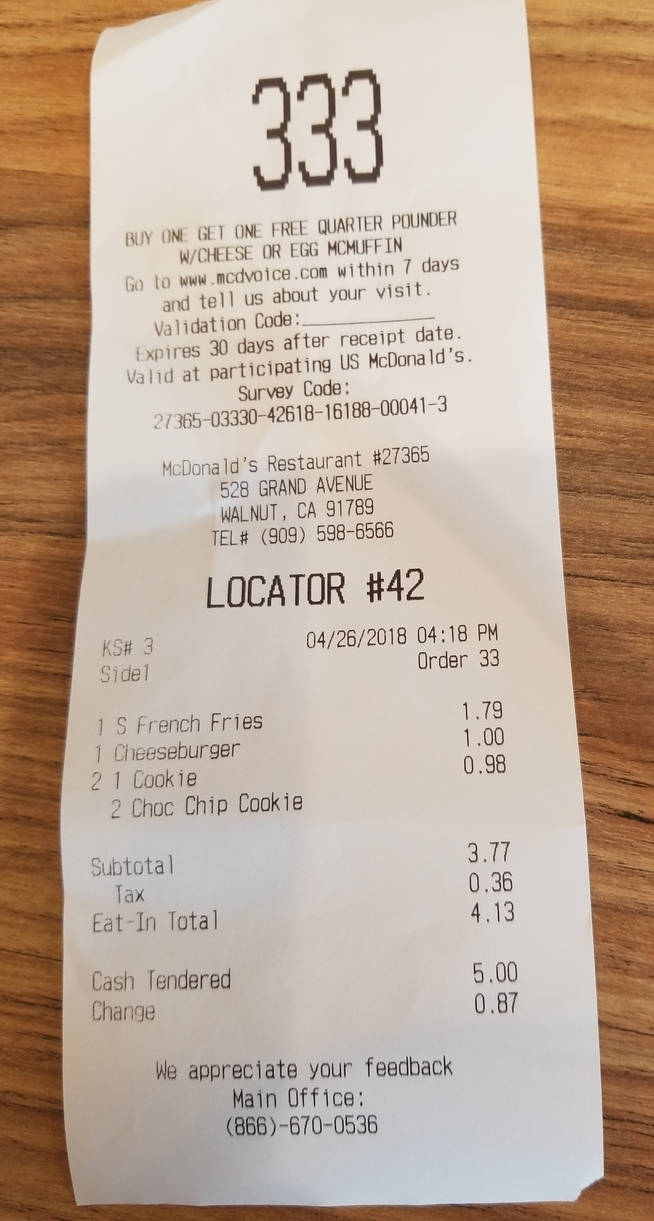 333
BUY ONE GET ONE FREE QUARTER POUNDER
W/CHEESE OR EGG MCMUFFIN
Go to www.mcdvoice.com within 7 days
and tell us about your visit.
Validation Code:____________
Expires 30 days after receipt date.
Valid at participating US McDonald's.
Survey Code:
27365-03330-42618-16188-00041-3
McDonald's Restaurant #27365
528 GRAND AVENUE
WALNUT, CA 91789
TEL# (909) 598-6566
LOCATOR #42
KS# 3 04/26/2018 04:18 PM
Side1 Order 33
1 S French Fries 1.79
1 Cheeseburger 1.00
2 1 Cookie 0.98
2 Choc Chip Cookie
Subtotal 3.77
Tax 0.36
Eat-In Total 4.13
Cash Tendered 5.00
Change 0.87
We appreciate your feedback
Main Office:
(866)-670-0536